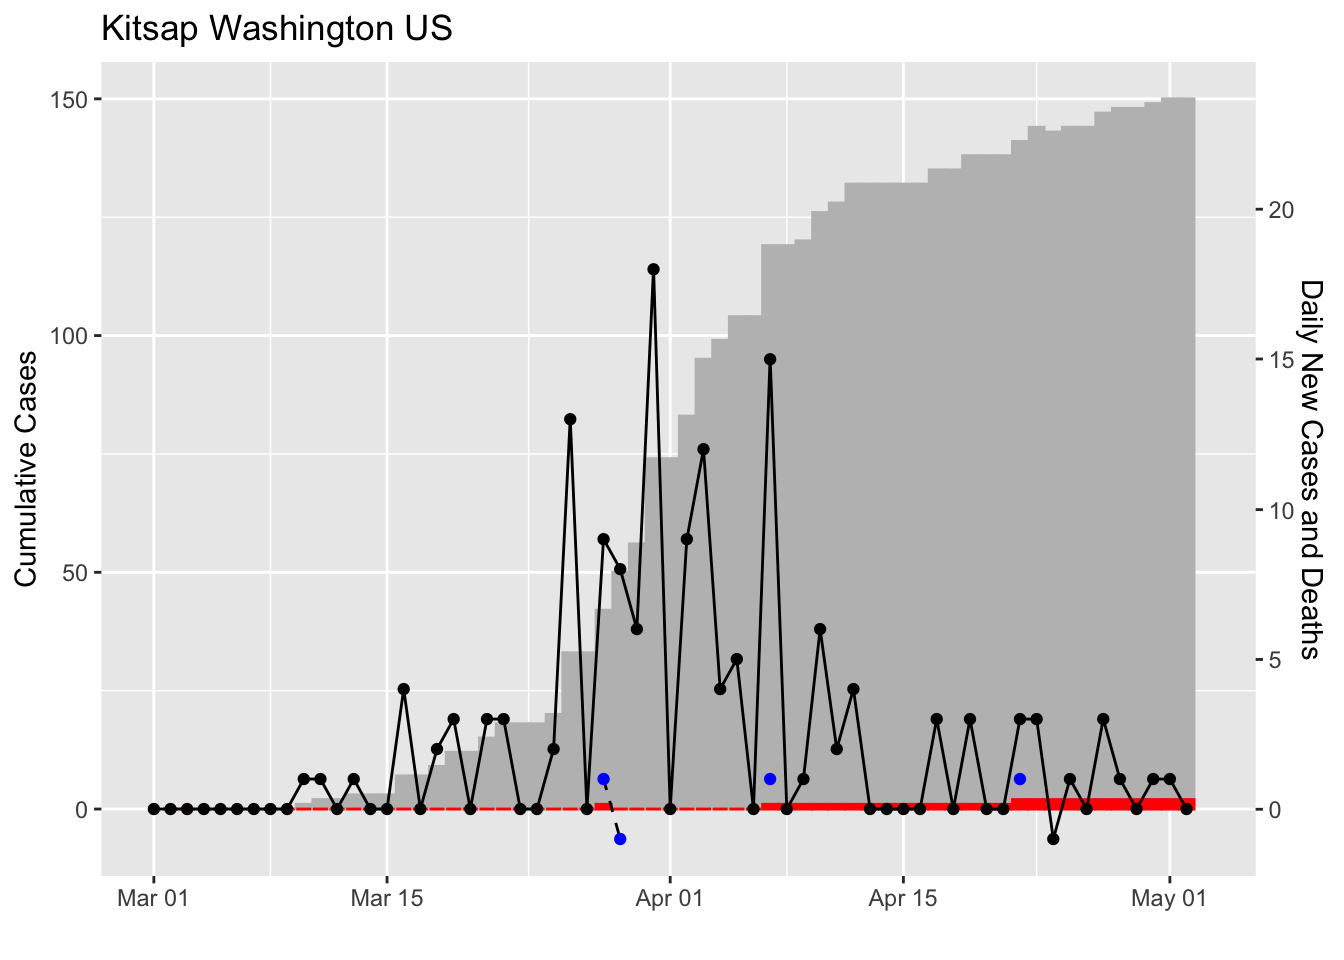 Kitsap Washington US
Cumulative Cases
150
100
50
0
20
15
10
5
0
Daily New Cases and Deaths
Mar 01
Mar 15
Apr 01
Apr 15
May 01